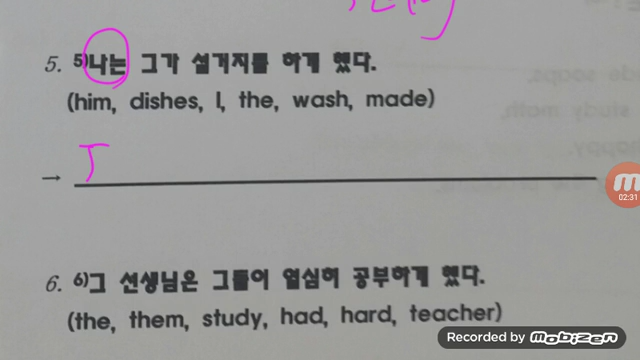 5. 5)나는 그가 설거지를 하게 했다.
(him, dishes, I, the, wash, made)
→ I
6. 6)그 선생님은 그들이 열심히 공부하게 했다.
(the, them, study, had, hard, teacher)
02:31
Recorded by mobizen